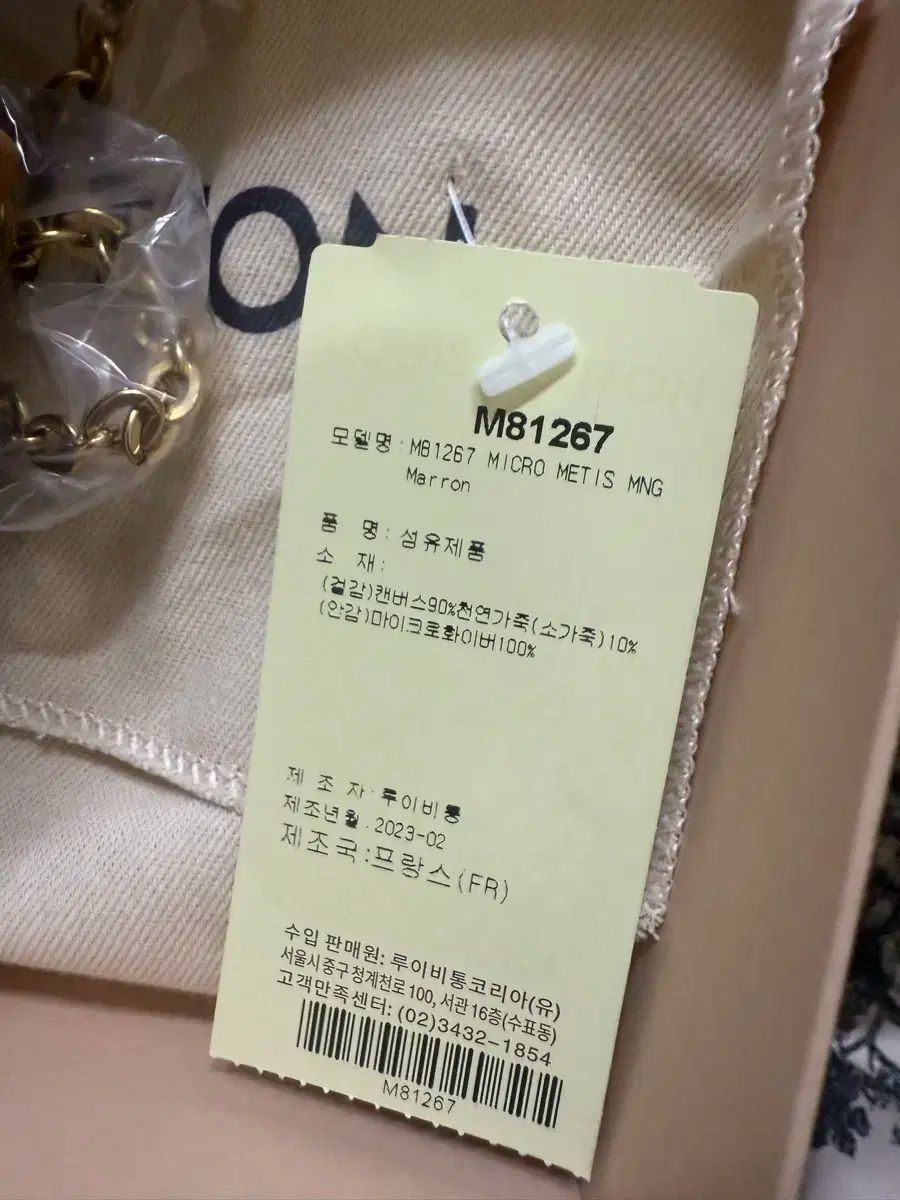 TON
M81267
모델명: M81267 MICRO METIS MNG
Marron
품 명: 섬유제품
소 재:
(겉감)캔버스90%천연가죽(소가죽)10%
(안감)마이크로화이버100%
제 조 자: 루이비통
제조년월: 2023-02
제조국:프랑스(FR)
수입 판매원: 루이비통코리아(유)
서울시 중구 청계천로 100, 서관 16층(수표동)
고객만족센터: (02)3432-1854
M81267